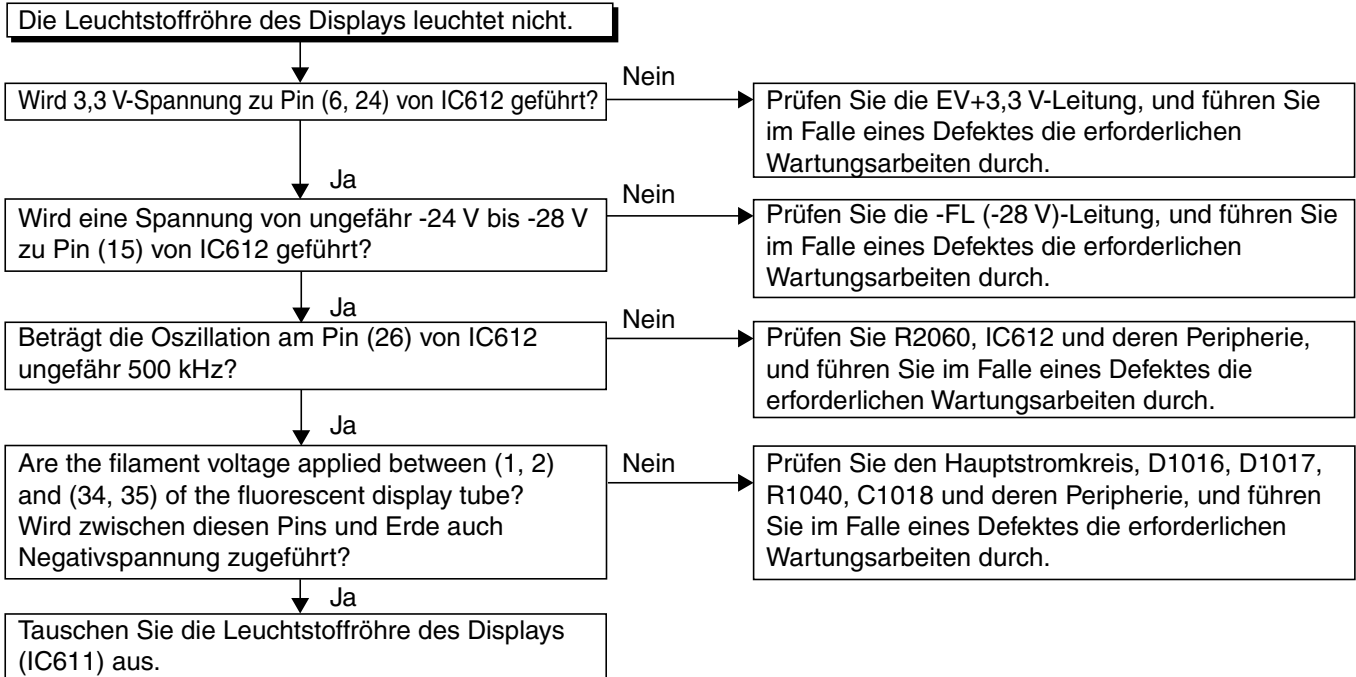 Die Leuchtstoffröhre des Displays leuchtet nicht.
Wird 3,3 V-Spannung zu Pin (6, 24) von IC612 geführt?
Nein
Prüfen Sie die EV+3,3 V-Leitung, und führen Sie
im Falle eines Defektes die erforderlichen
Wartungsarbeiten durch.
Ja
Wird eine Spannung von ungefähr -24 V bis -28 V
zu Pin (15) von IC612 geführt?
Nein
Prüfen Sie die -FL (-28 V)-Leitung, und führen Sie
im Falle eines Defektes die erforderlichen
Wartungsarbeiten durch.
Ja
Beträgt die Oszillation am Pin (26) von IC612
ungefähr 500 kHz?
Nein
Prüfen Sie R2060, IC612 und deren Peripherie,
und führen Sie im Falle eines Defektes die
erforderlichen Wartungsarbeiten durch.
Ja
Are the filament voltage applied between (1, 2)
and (34, 35) of the fluorescent display tube?
Wird zwischen diesen Pins und Erde auch
Negativspannung zugeführt?
Nein
Prüfen Sie den Hauptstromkreis, D1016, D1017,
R1040, C1018 und deren Peripherie, und führen
Sie im Falle eines Defektes die erforderlichen
Wartungsarbeiten durch.
Ja
Tauschen Sie die Leuchtstoffröhre des Displays
(IC611) aus.